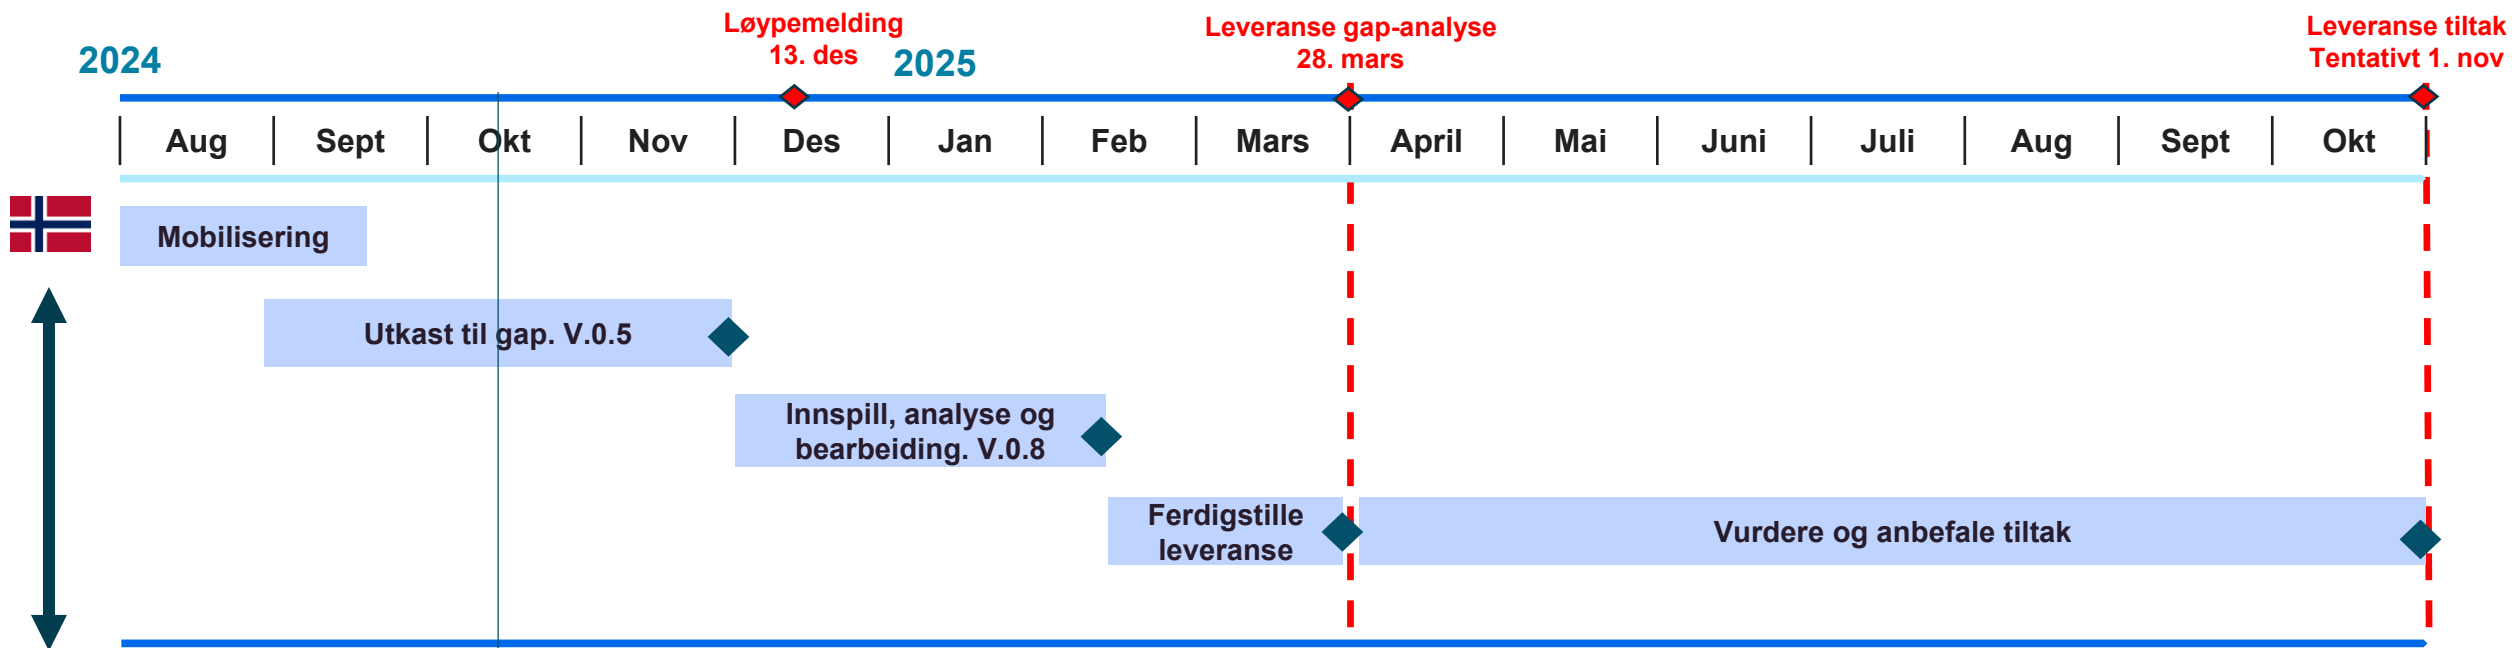 Løypemelding
13. des
Leveranse gap-analyse
28. mars
Leveranse tiltak
Tentativt 1. nov
2024
2025
Aug
Sept
Okt
Nov
Des
Jan
Feb
Mars
April
Mai
Juni
Juli
Aug
Sept
Okt
Mobilisering
Utkast til gap. V.0.5
Innspill, analyse og
bearbeiding. V.0.8
Ferdigstille
leveranse
Vurdere og anbefale tiltak